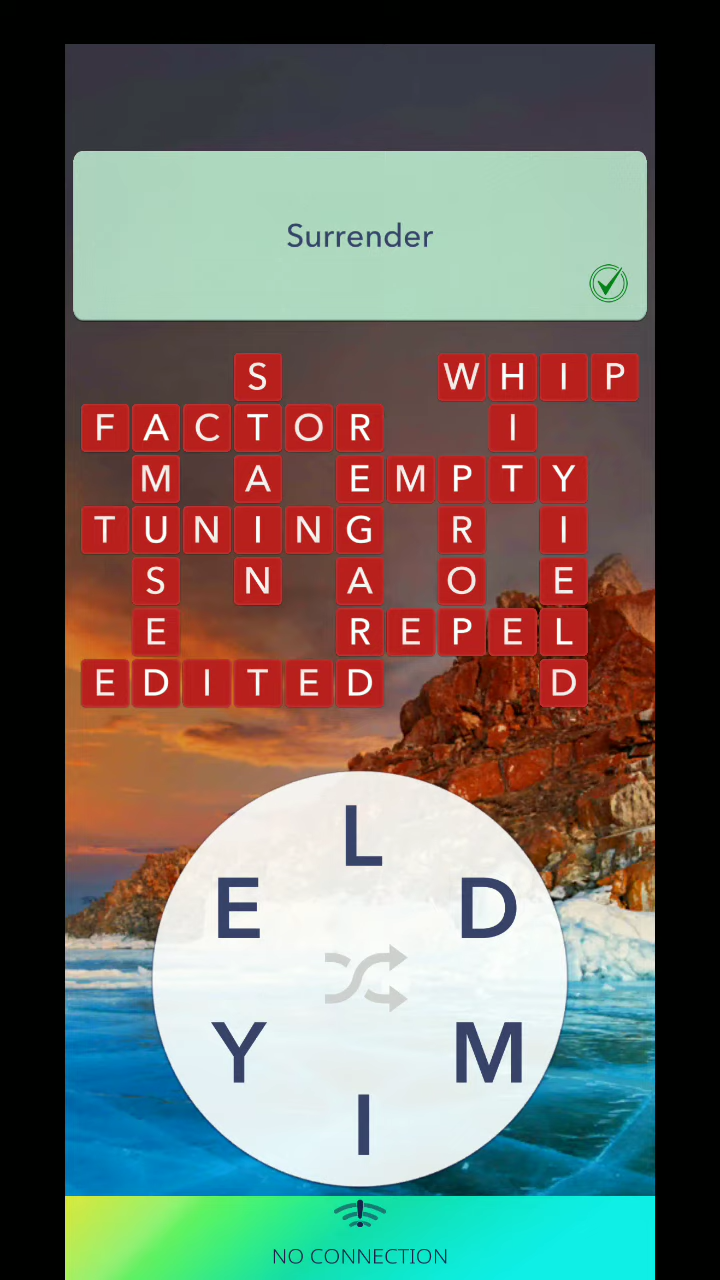 Surrender
S WHIP
FACTOR I
M A EMPTY
TUNING R I
S N A O E
E REPEL
EDITED D
L
E D
Y M
I
NO CONNECTION